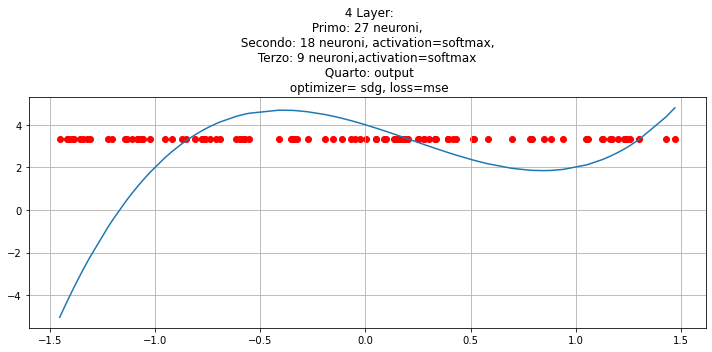 4 Layer:
Primo: 27 neuroni,
Secondo: 18 neuroni, activation=softmax,
Terzo: 9 neuroni,activation=softmax
Quarto: output
optimizer= sdg, loss=mse
4
2
0
−2
−4
−1.5 −1.0 −0.5 0.0 0.5 1.0 1.5